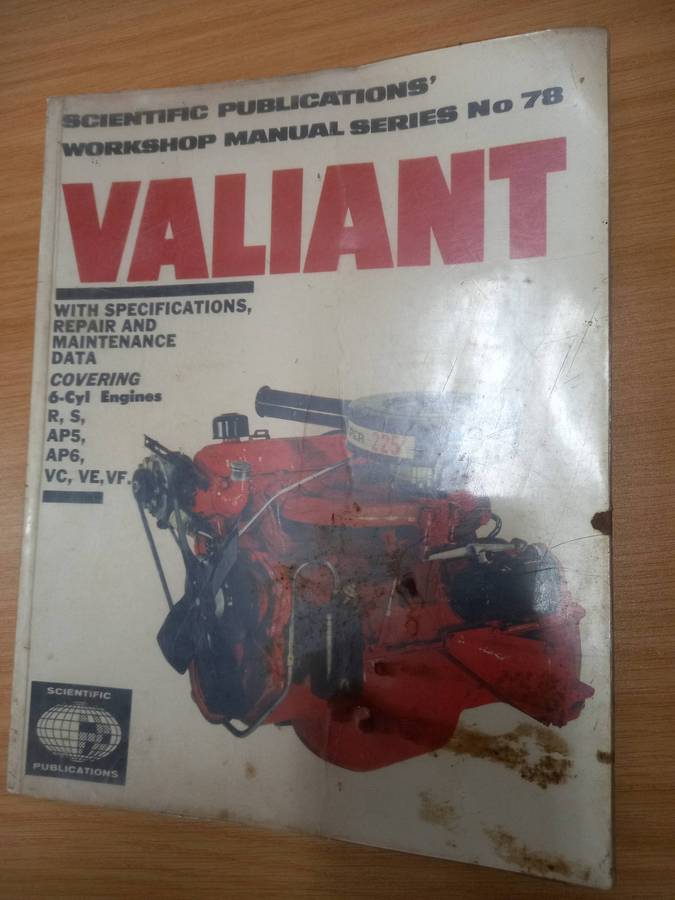 SCIENTIFIC PUBLICATIONS'
WORKSHOP MANUAL SERIES No 78
VALIANT
WITH SPECIFICATIONS,
REPAIR AND
MAINTENANCE
DATA
COVERING
6-Cyl Engines
R, S,
AP5,
AP6,
VC, VE, VF.
225
SCIENTIFIC
PUBLICATIONS